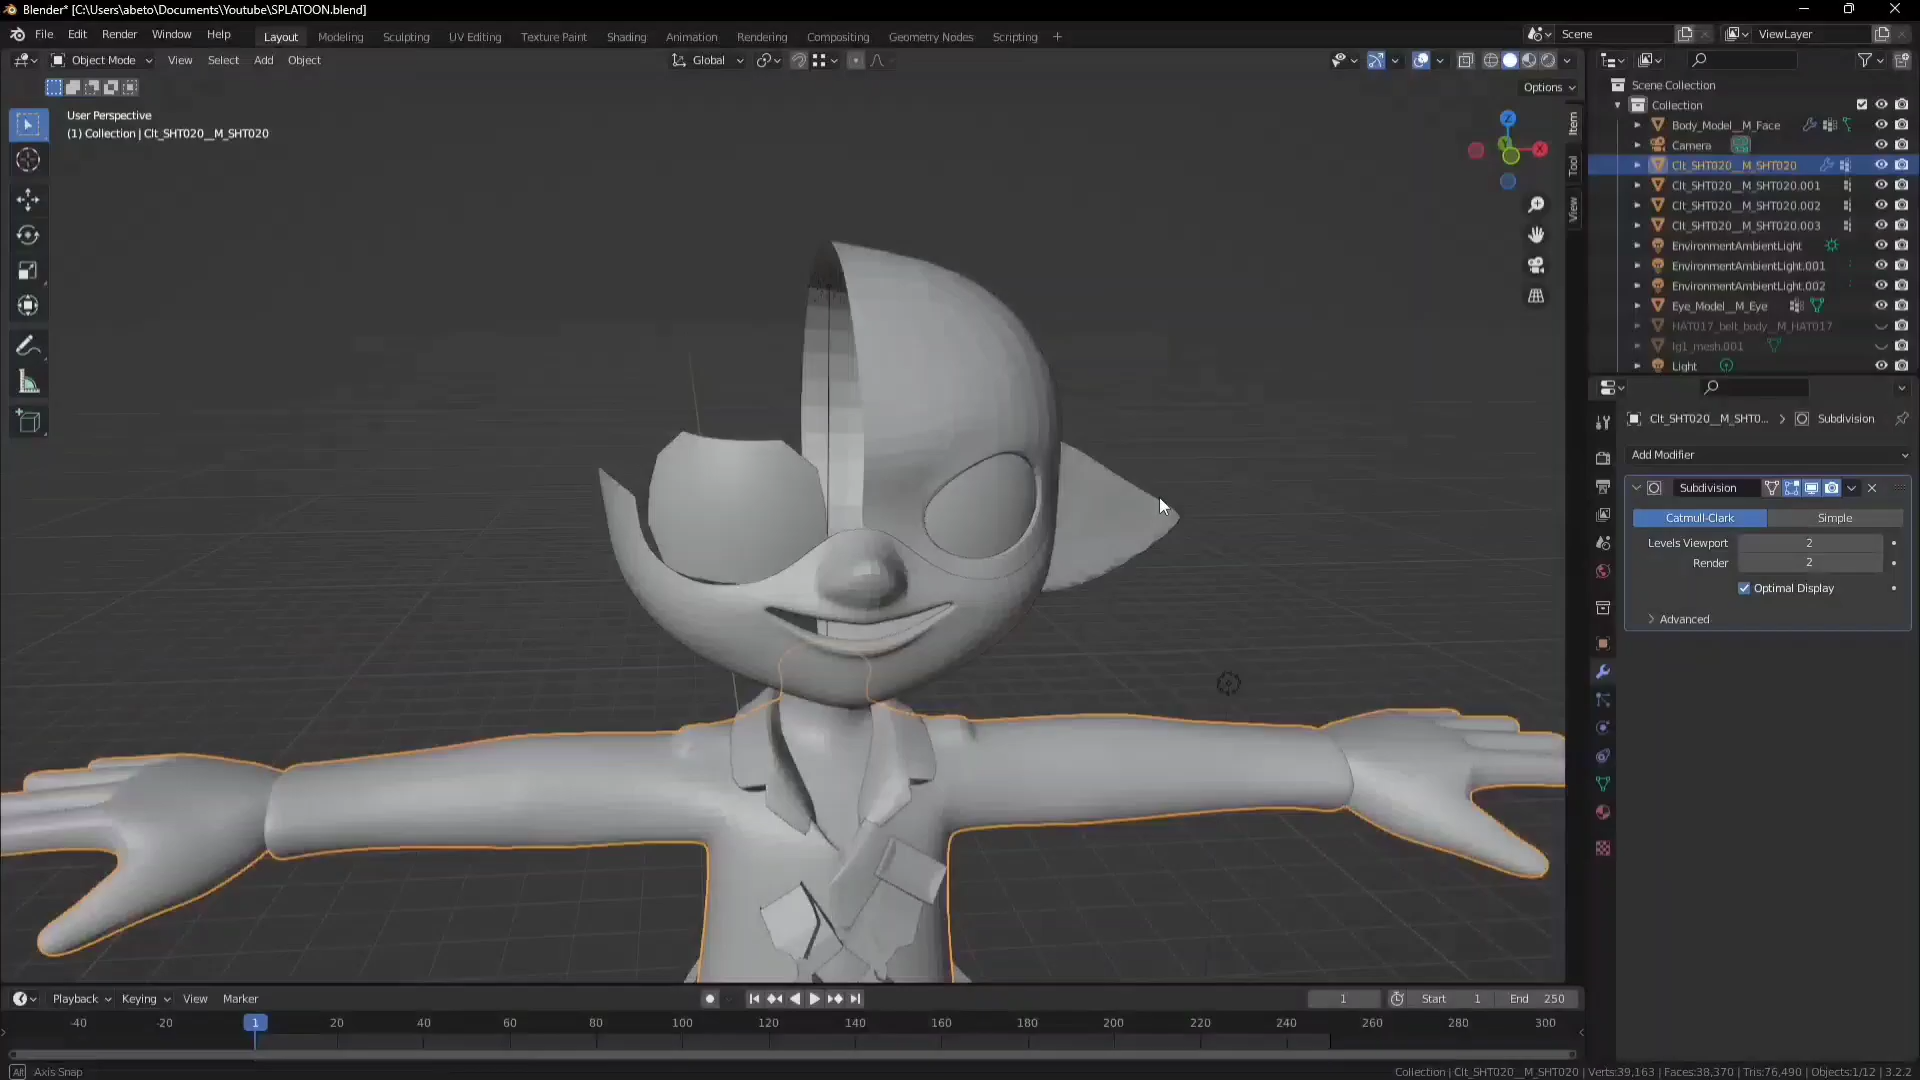 Blender* [C:\Users\abeto\Documents\Youtube\SPLATOON.blend]
File Edit Render Window Help
Layout Modeling Sculpting UV Editing Texture Paint Shading Animation Rendering Compositing Geometry Nodes Scripting +
Scene
ViewLayer
Object Mode View Select Add Object
Global
Options
User Perspective
(1) Collection | Clt_SHT020__M_SHT020
Z
X
Y
Item
Tool
View
Scene Collection
Collection
Body_Model__M_Face
Camera
Clt_SHT020__M_SHT020
Clt_SHT020__M_SHT020.001
Clt_SHT020__M_SHT020.002
Clt_SHT020__M_SHT020.003
EnvironmentAmbientLight
EnvironmentAmbientLight.001
EnvironmentAmbientLight.002
Eye_Model__M_Eye
HAT017_belt_body__M_HAT017
lg1_mesh.001
Light
Clt_SHT020__M_SHT0... > Subdivision
Add Modifier
Subdivision
Catmull-Clark Simple
Levels Viewport 2
Render 2
Optimal Display
Advanced
Playback Keying View Marker
1 Start 1 End 250
-40 -20 1 20 40 60 80 100 120 140 160 180 200 220 240 260 280 300
Alt Axis Snap
Collection | Clt_SHT020__M_SHT020 | Verts:39,163 | Faces:38,370 | Tris:76,490 | Objects:1/12 | 3.2.2